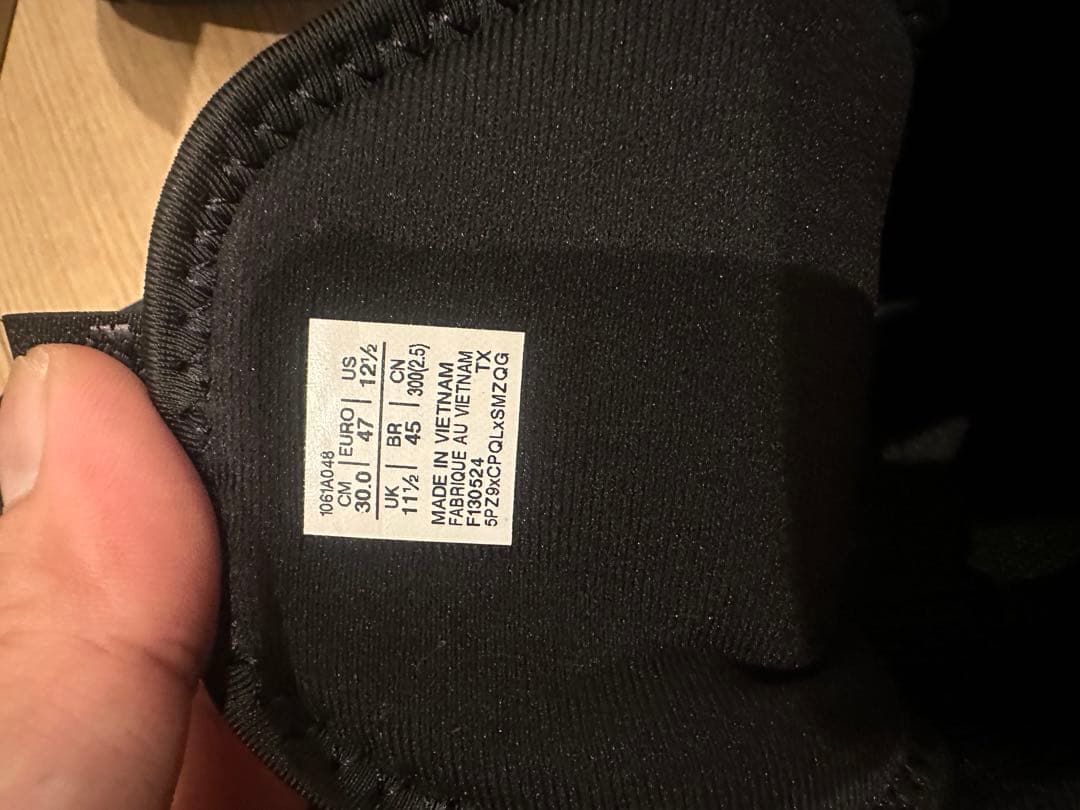 1061A048
CM | EURO | US
30.0 | 47 | 12½
UK | BR | CN
11½ | 45 | 300(2.5)
MADE IN VIETNAM
FABRIQUE AU VIETNAM
F130524 TX
5PZ9xCPQLxSMZQG